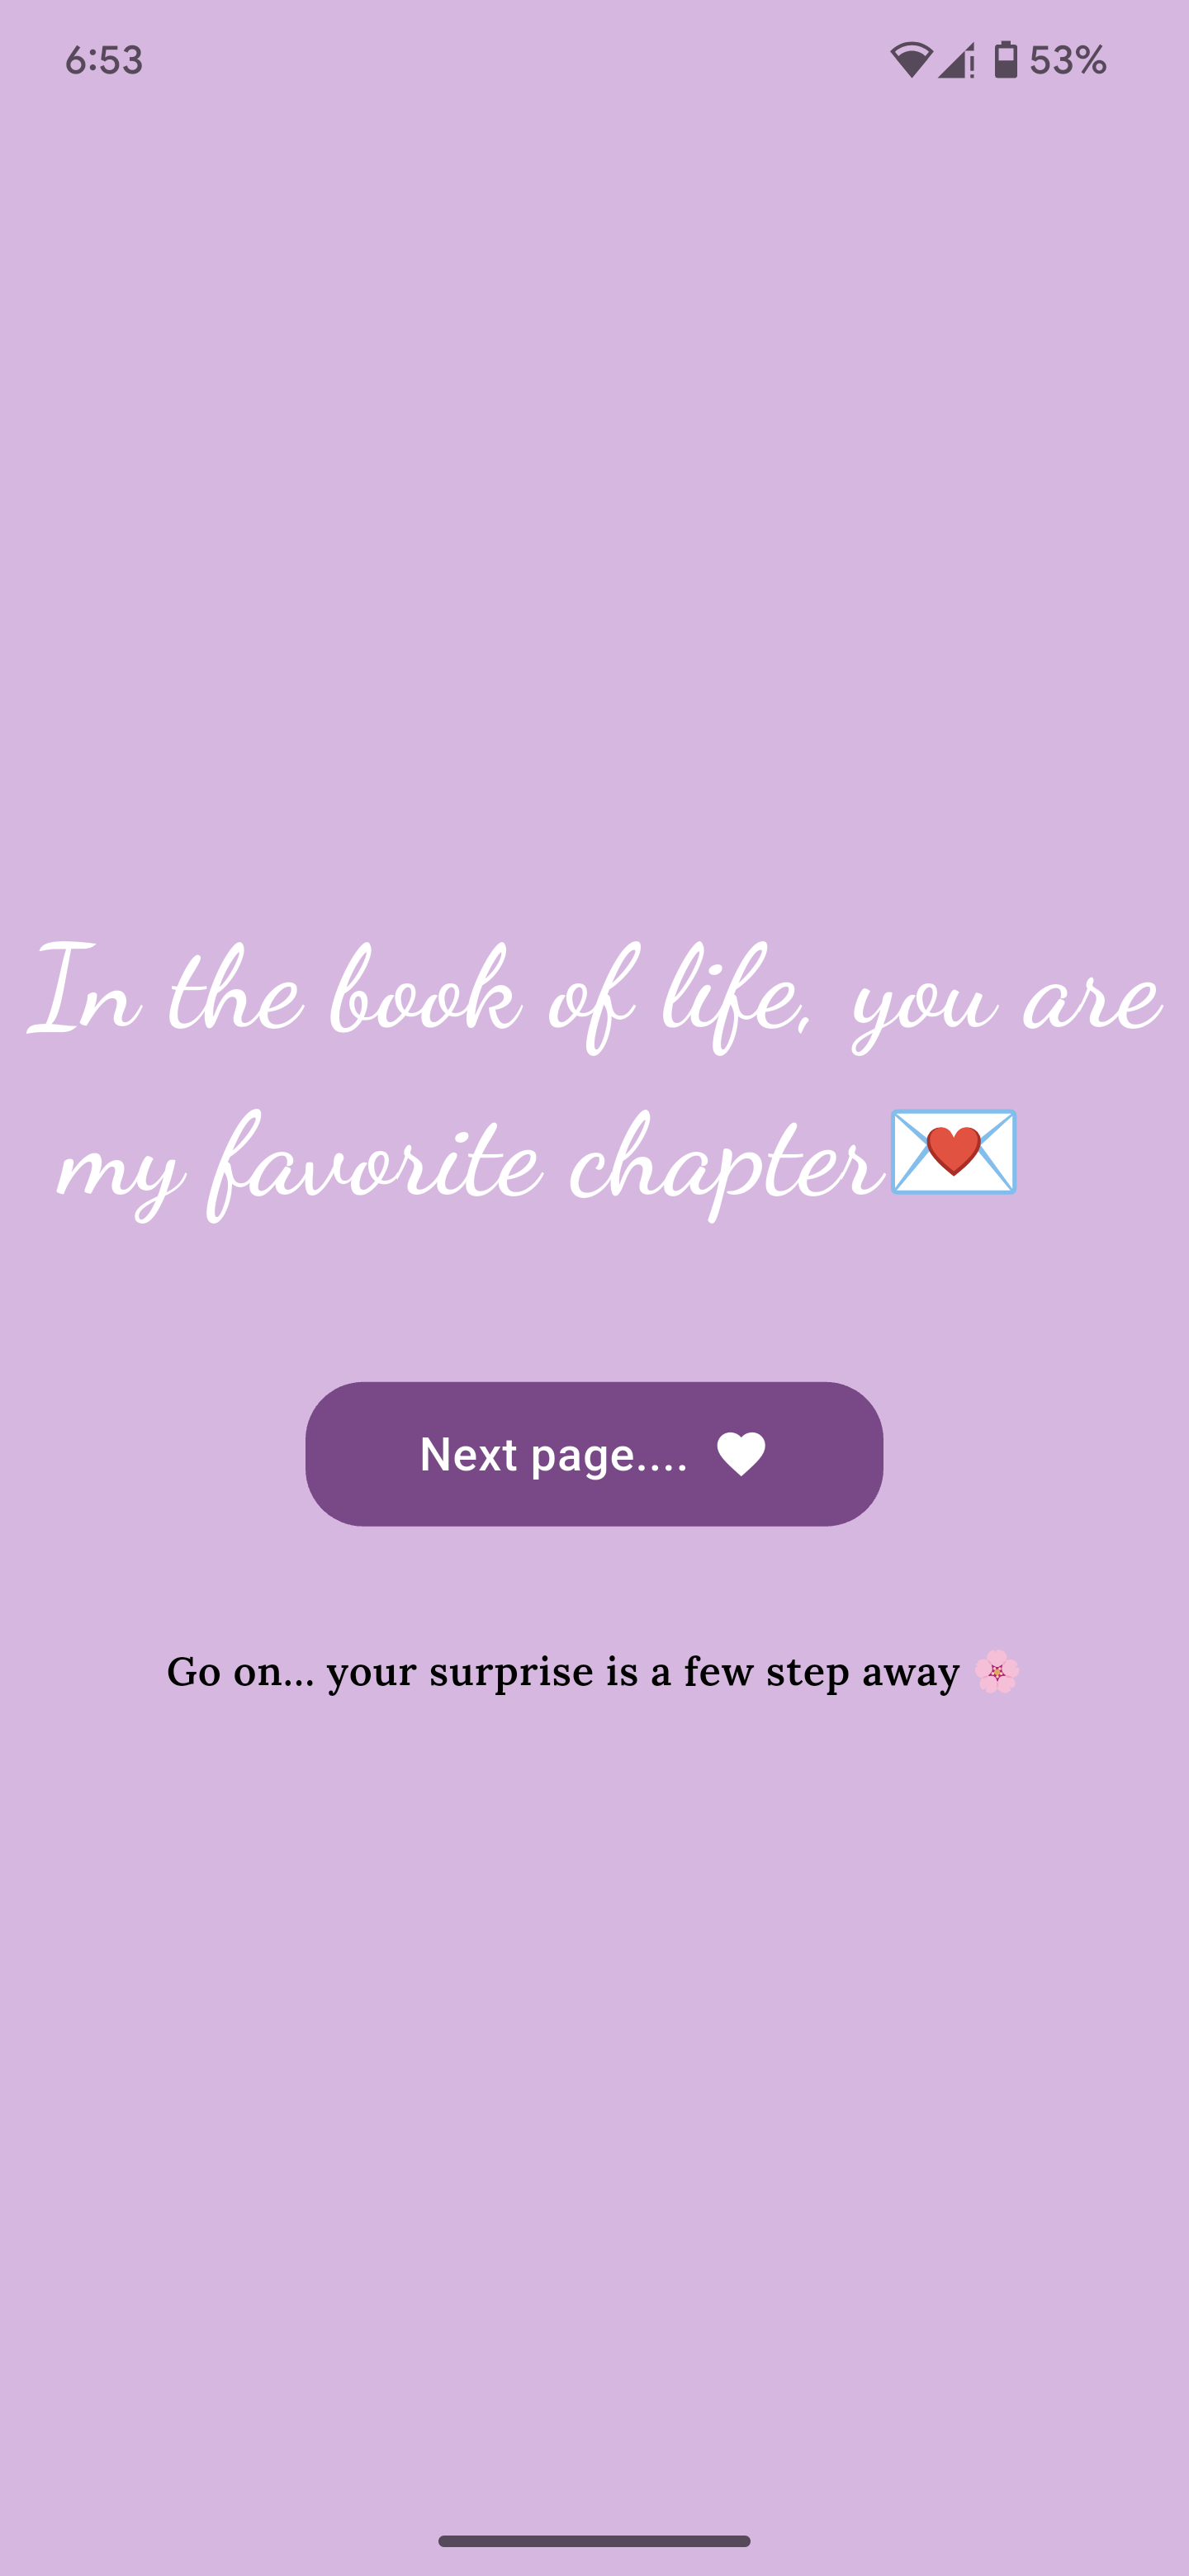 6:53 53%
In the book of life, you are
my favorite chapter💌
Next page....
Go on... your surprise is a few step away 🌸